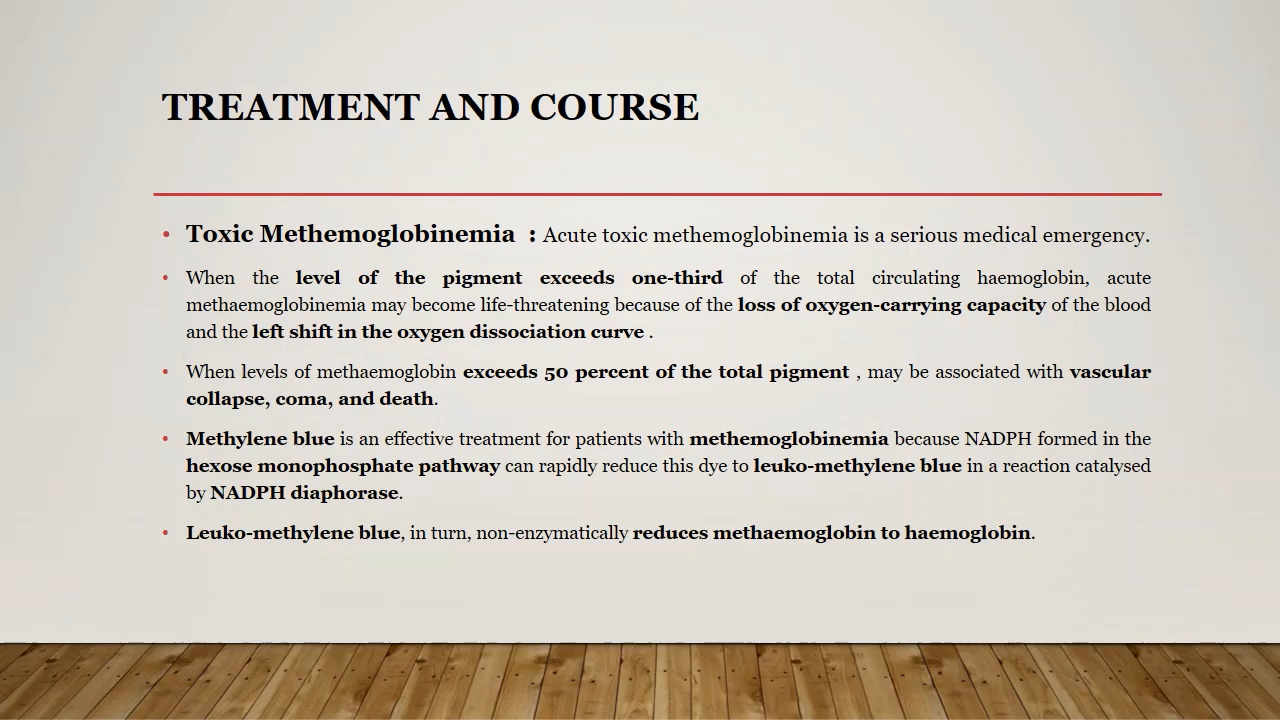 TREATMENT AND COURSE
• Toxic Methemoglobinemia : Acute toxic methemoglobinemia is a serious medical emergency.
• When the level of the pigment exceeds one-third of the total circulating haemoglobin, acute
methaemoglobinemia may become life-threatening because of the loss of oxygen-carrying capacity of the blood
and the left shift in the oxygen dissociation curve .
• When levels of methaemoglobin exceeds 50 percent of the total pigment , may be associated with vascular
collapse, coma, and death.
• Methylene blue is an effective treatment for patients with methemoglobinemia because NADPH formed in the
hexose monophosphate pathway can rapidly reduce this dye to leuko-methylene blue in a reaction catalysed
by NADPH diaphorase.
• Leuko-methylene blue, in turn, non-enzymatically reduces methaemoglobin to haemoglobin.